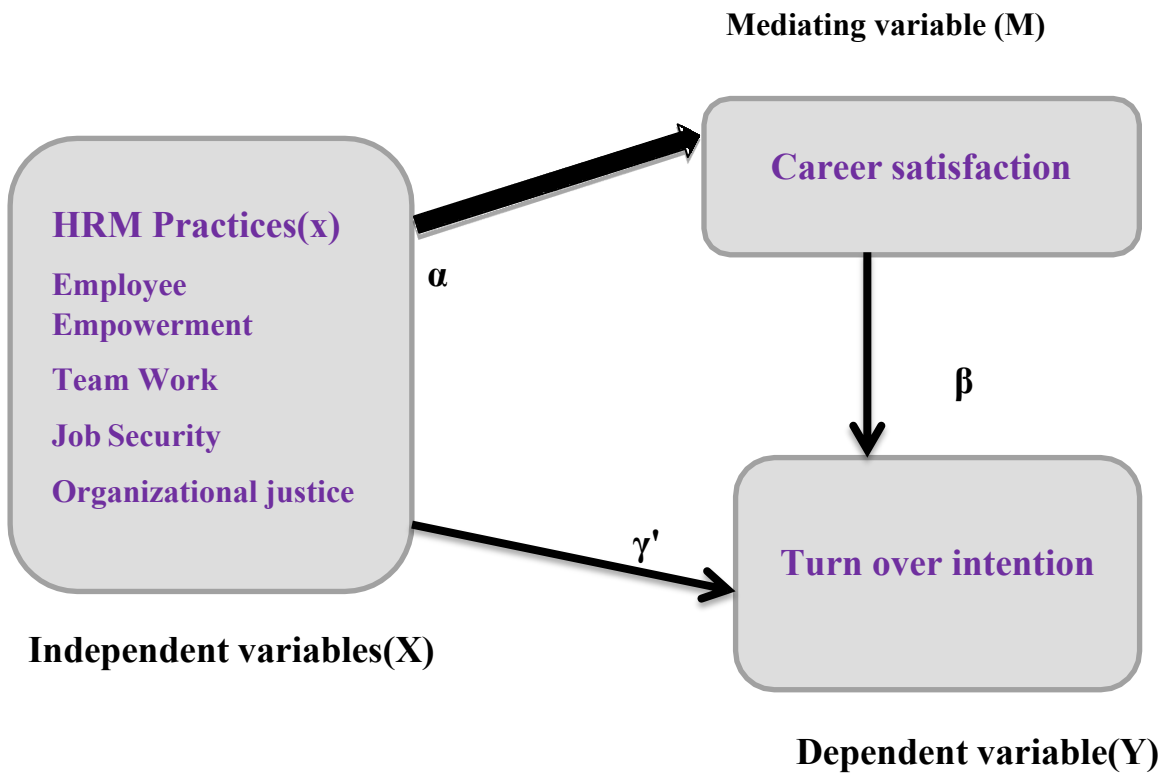 Mediating variable (M)
Career satisfaction
HRM Practices(x)
Employee
Empowerment
Team Work
Job Security
Organizational justice
α
β
γ'
Turn over intention
Independent variables(X)
Dependent variable(Y)